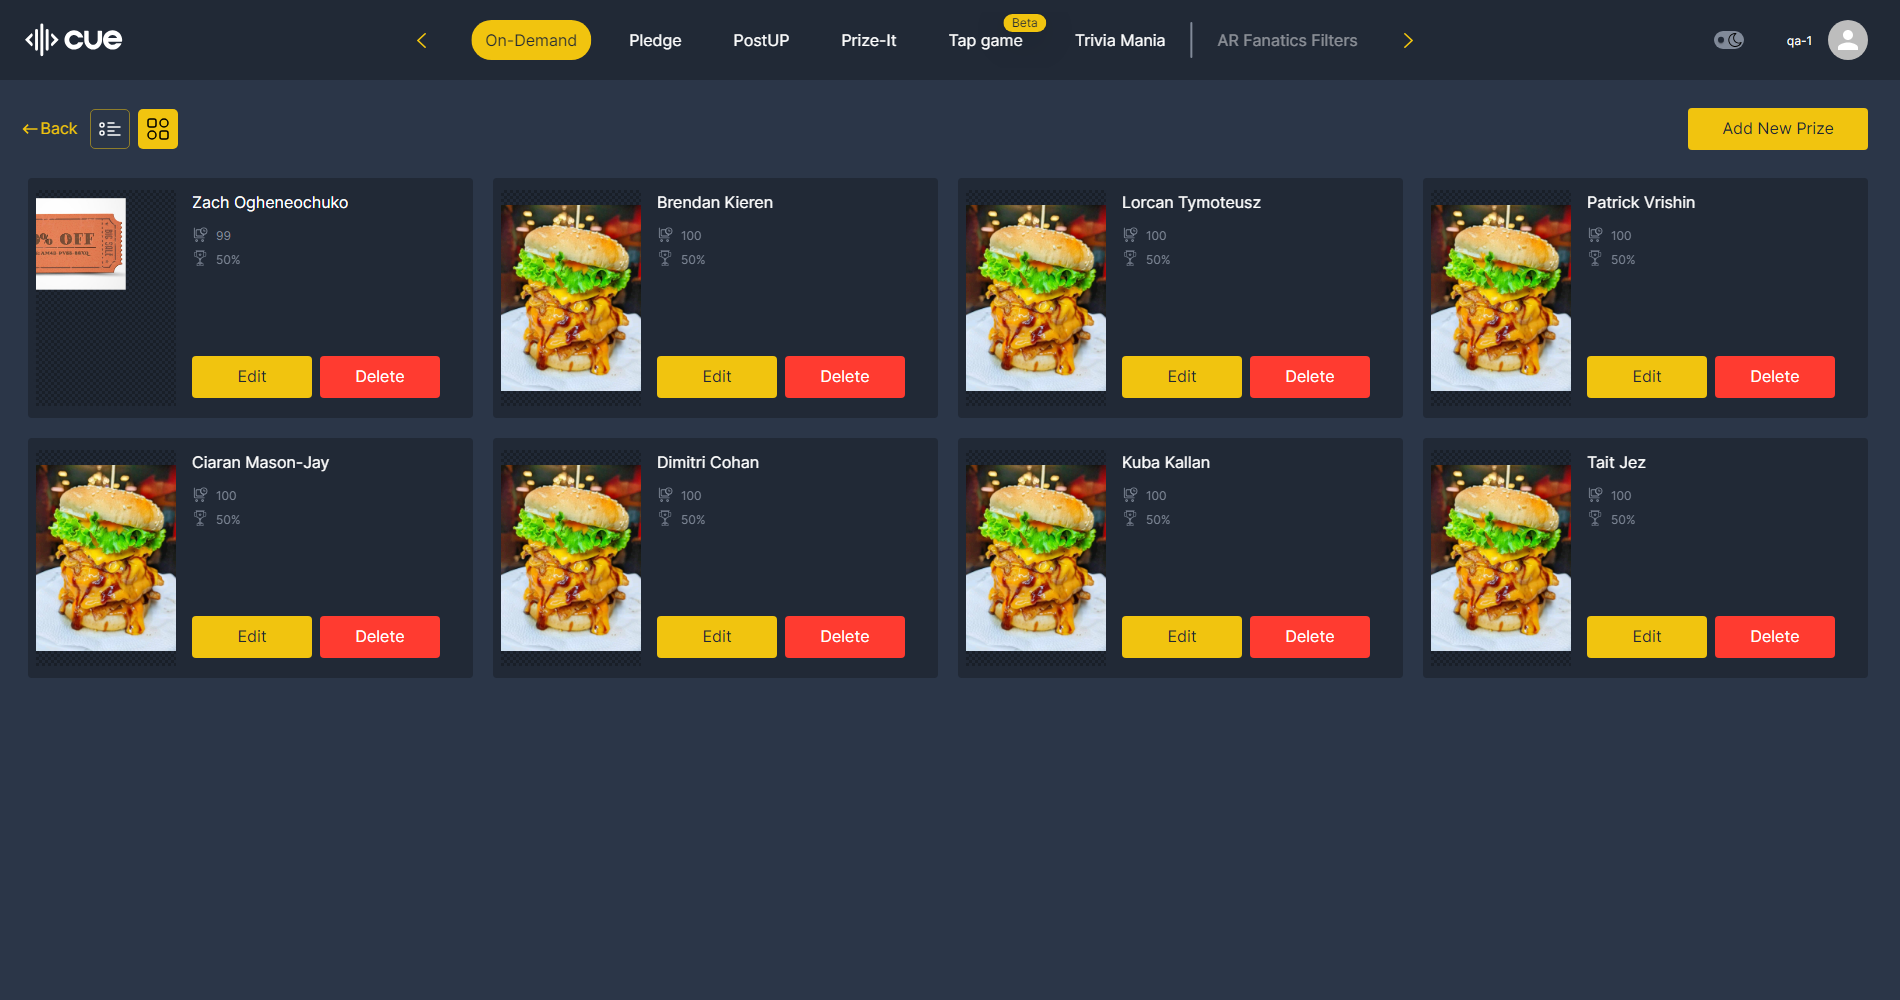 cue
On-Demand
Pledge
PostUP
Prize-It
Tap game
Beta
Trivia Mania
AR Fanatics Filters
qa-1
Back
Add New Prize
OFF
Zach Ogheneochuko
99
50%
Edit
Delete
Brendan Kieren
100
50%
Edit
Delete
Lorcan Tymoteusz
100
50%
Edit
Delete
Patrick Vrishin
100
50%
Edit
Delete
Ciaran Mason-Jay
100
50%
Edit
Delete
Dimitri Cohan
100
50%
Edit
Delete
Kuba Kallan
100
50%
Edit
Delete
Tait Jez
100
50%
Edit
Delete